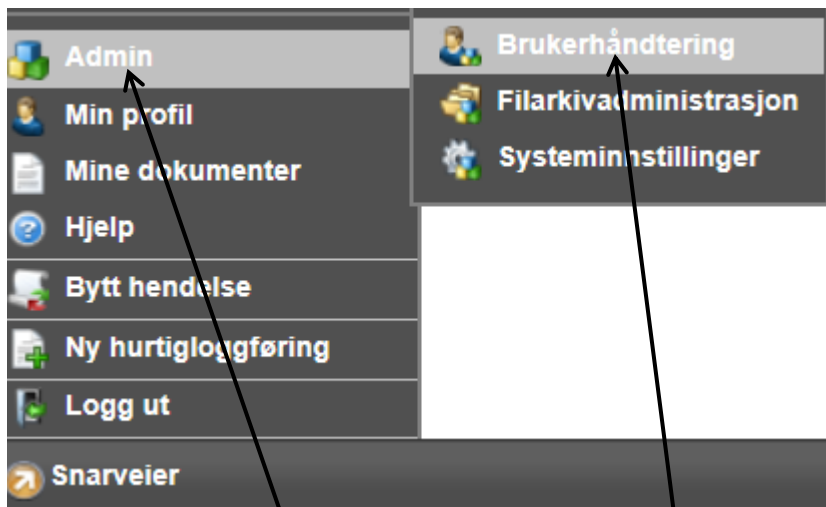 Admin
Min profil
Mine dokumenter
Hjelp
Bytt hendelse
Ny hurtigloggføring
Logg ut
Snarveier
Brukerhåndtering
Filarkivadministrasjon
Systeminnstillinger